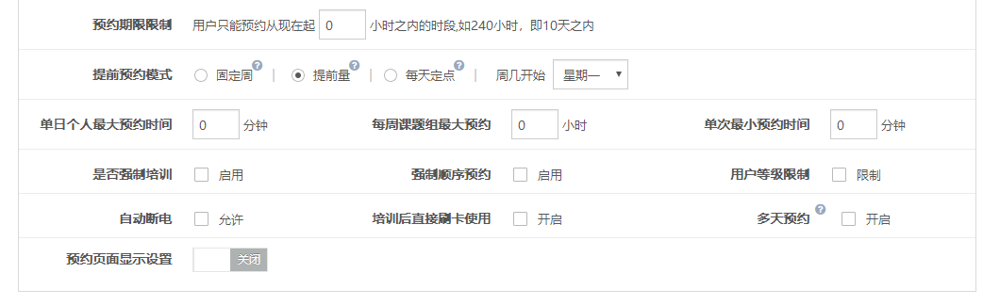 预约期限限制 用户只能预约从现在起 0 小时之内的时段,如240小时，即10天之内
提前预约模式 固定周 ? | 提前量 ? | 每天定点 ? | 周几开始 星期一
单日个人最大预约时间 0 分钟 每周课题组最大预约 0 小时 单次最小预约时间 0 分钟
是否强制培训 启用 强制顺序预约 启用 用户等级限制 限制
自动断电 允许 培训后直接刷卡使用 开启 多天预约 ? 开启
预约页面显示设置 关闭